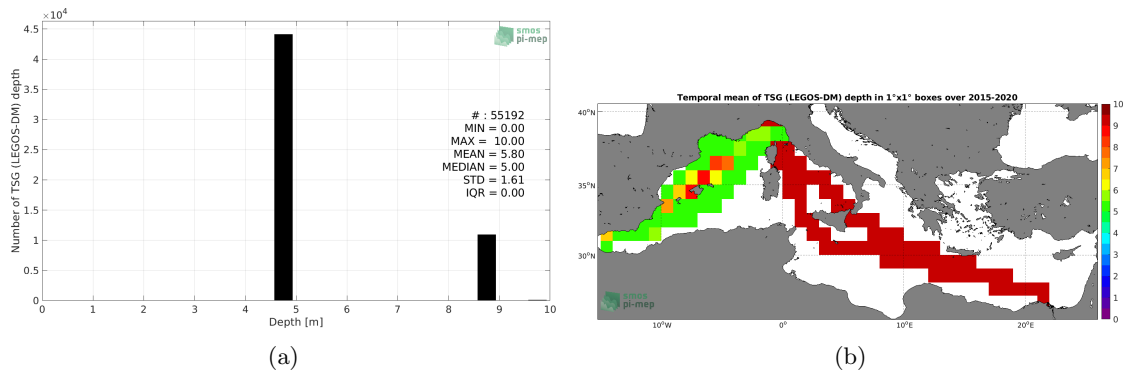 ×10⁴
4.5
4
3.5
3
2.5
2
1.5
1
0.5
0
Number of TSG (LEGOS-DM) depth
smos
pi-mep
# : 55192
MIN = 0.00
MAX = 10.00
MEAN = 5.80
MEDIAN = 5.00
STD = 1.61
IQR = 0.00
0 1 2 3 4 5 6 7 8 9 10
Depth [m]
(a)
Temporal mean of TSG (LEGOS-DM) depth in 1°x1° boxes over 2015-2020
40°N
35°N
30°N
smos
pi-mep
10°W 0° 10°E 20°E
10
9
8
7
6
5
4
3
2
1
0
(b)